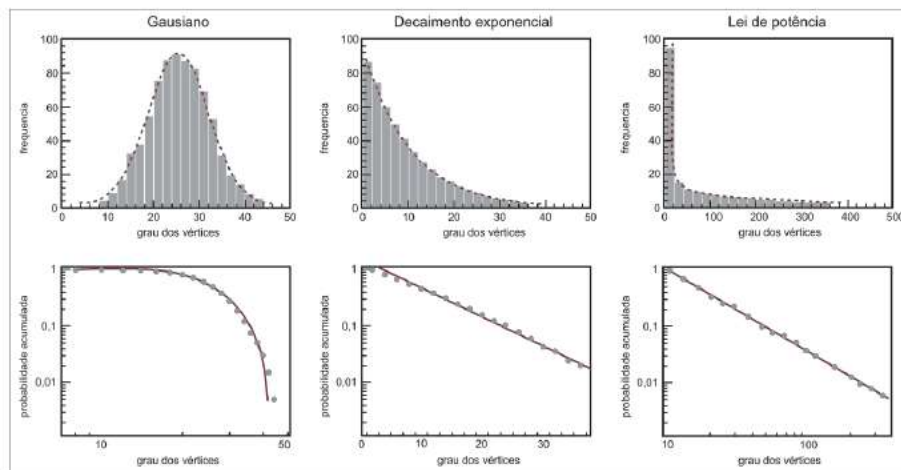 Gausiano
Decaimento exponencial
Lei de potência
frequencia
100
80
60
40
20
0
0 10 20 30 40 50
grau dos vértices
frequencia
100
80
60
40
20
0
0 10 20 30 40 50
grau dos vértices
frequencia
100
80
60
40
20
0
0 100 200 300 400 500
grau dos vértices
probabilidade acumulada
1
0,1
0,01
10 50
grau dos vértices
probabilidade acumulada
1
0,1
0,01
0 10 20 30
grau dos vértices
probabilidade acumulada
1
0,1
0,01
10 100
grau dos vértices